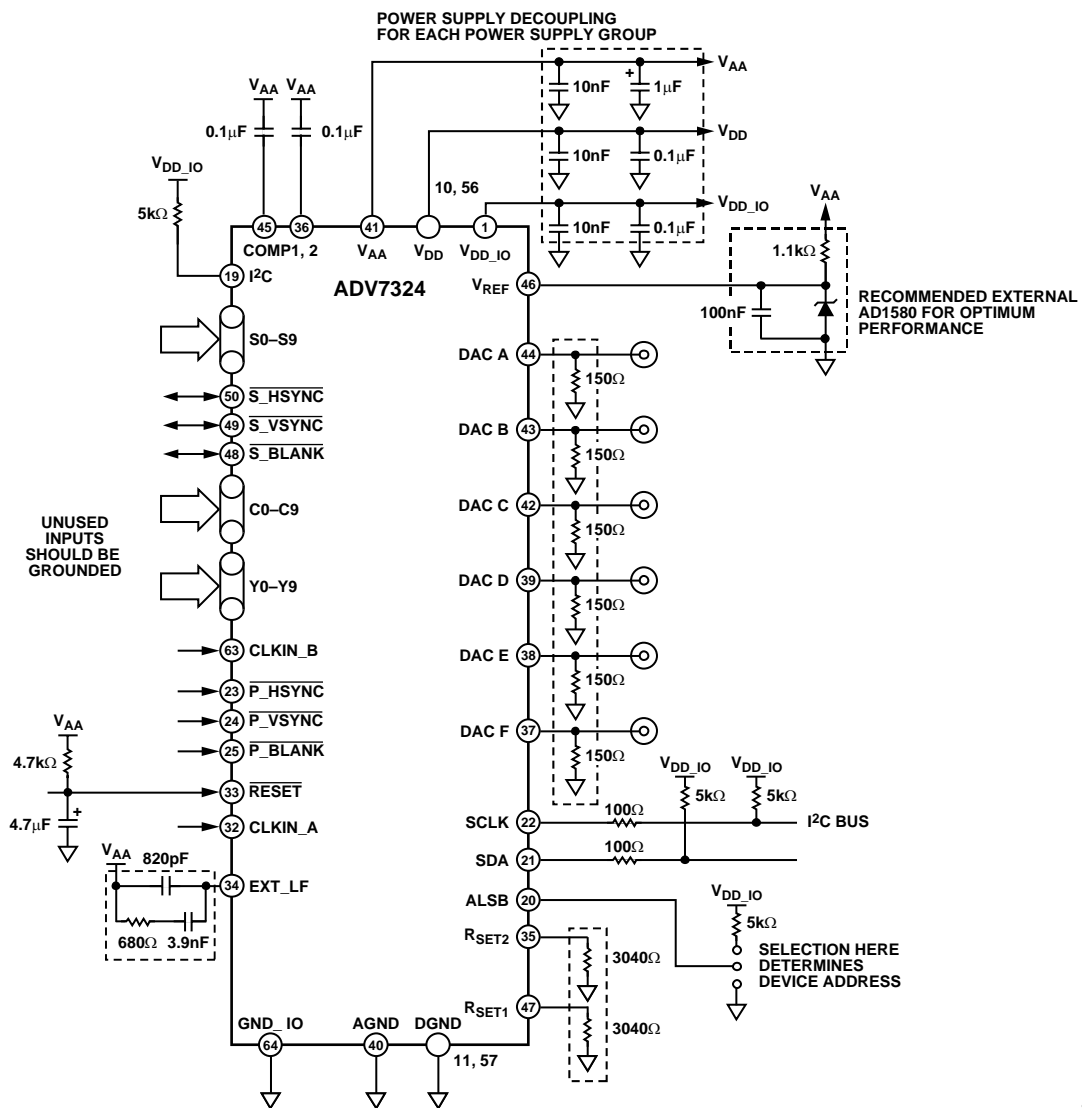 POWER SUPPLY DECOUPLING
FOR EACH POWER SUPPLY GROUP
VAA
10nF
1µF
VAA
VAA
0.1µF
0.1µF
VDD
10nF
0.1µF
VDD_IO
5kΩ
10, 56
VDD_IO
10nF
0.1µF
VAA
1.1kΩ
45
36
41
1
COMP1, 2
VAA
VDD
VDD_IO
19
I2C
ADV7324
VREF
46
100nF
RECOMMENDED EXTERNAL
AD1580 FOR OPTIMUM
PERFORMANCE
S0–S9
DAC A
44
150Ω
50
S_HSYNC
49
S_VSYNC
48
S_BLANK
DAC B
43
150Ω
C0–C9
DAC C
42
150Ω
UNUSED
INPUTS
SHOULD BE
GROUNDED
Y0–Y9
DAC D
39
150Ω
63
CLKIN_B
DAC E
38
150Ω
23
P_HSYNC
24
P_VSYNC
25
P_BLANK
DAC F
37
150Ω
VAA
4.7kΩ
33
RESET
4.7µF
32
CLKIN_A
VDD_IO
5kΩ
VDD_IO
5kΩ
SCLK
22
100Ω
I2C BUS
SDA
21
100Ω
VAA
820pF
34
EXT_LF
680Ω
3.9nF
ALSB
20
VDD_IO
5kΩ
SELECTION HERE
DETERMINES
DEVICE ADDRESS
RSET2
35
3040Ω
RSET1
47
3040Ω
GND_IO
AGND
DGND
64
40
11, 57